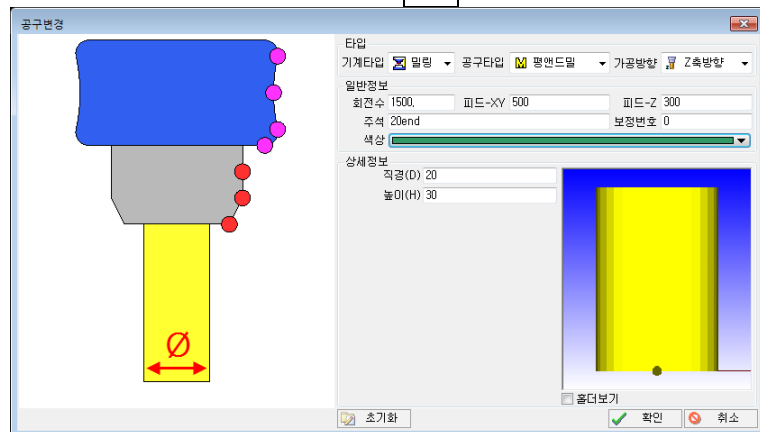 공구변경
타입
기계타입 밀링 공구타입 평앤드밀 가공방향 Z축방향
일반정보
회전수 1500, 피드-XY 500 피드-Z 300
주석 20end 보정번호 0
색상
상세정보
직경(D) 20
높이(H) 30
Ø
홀더보기
초기화 확인 취소